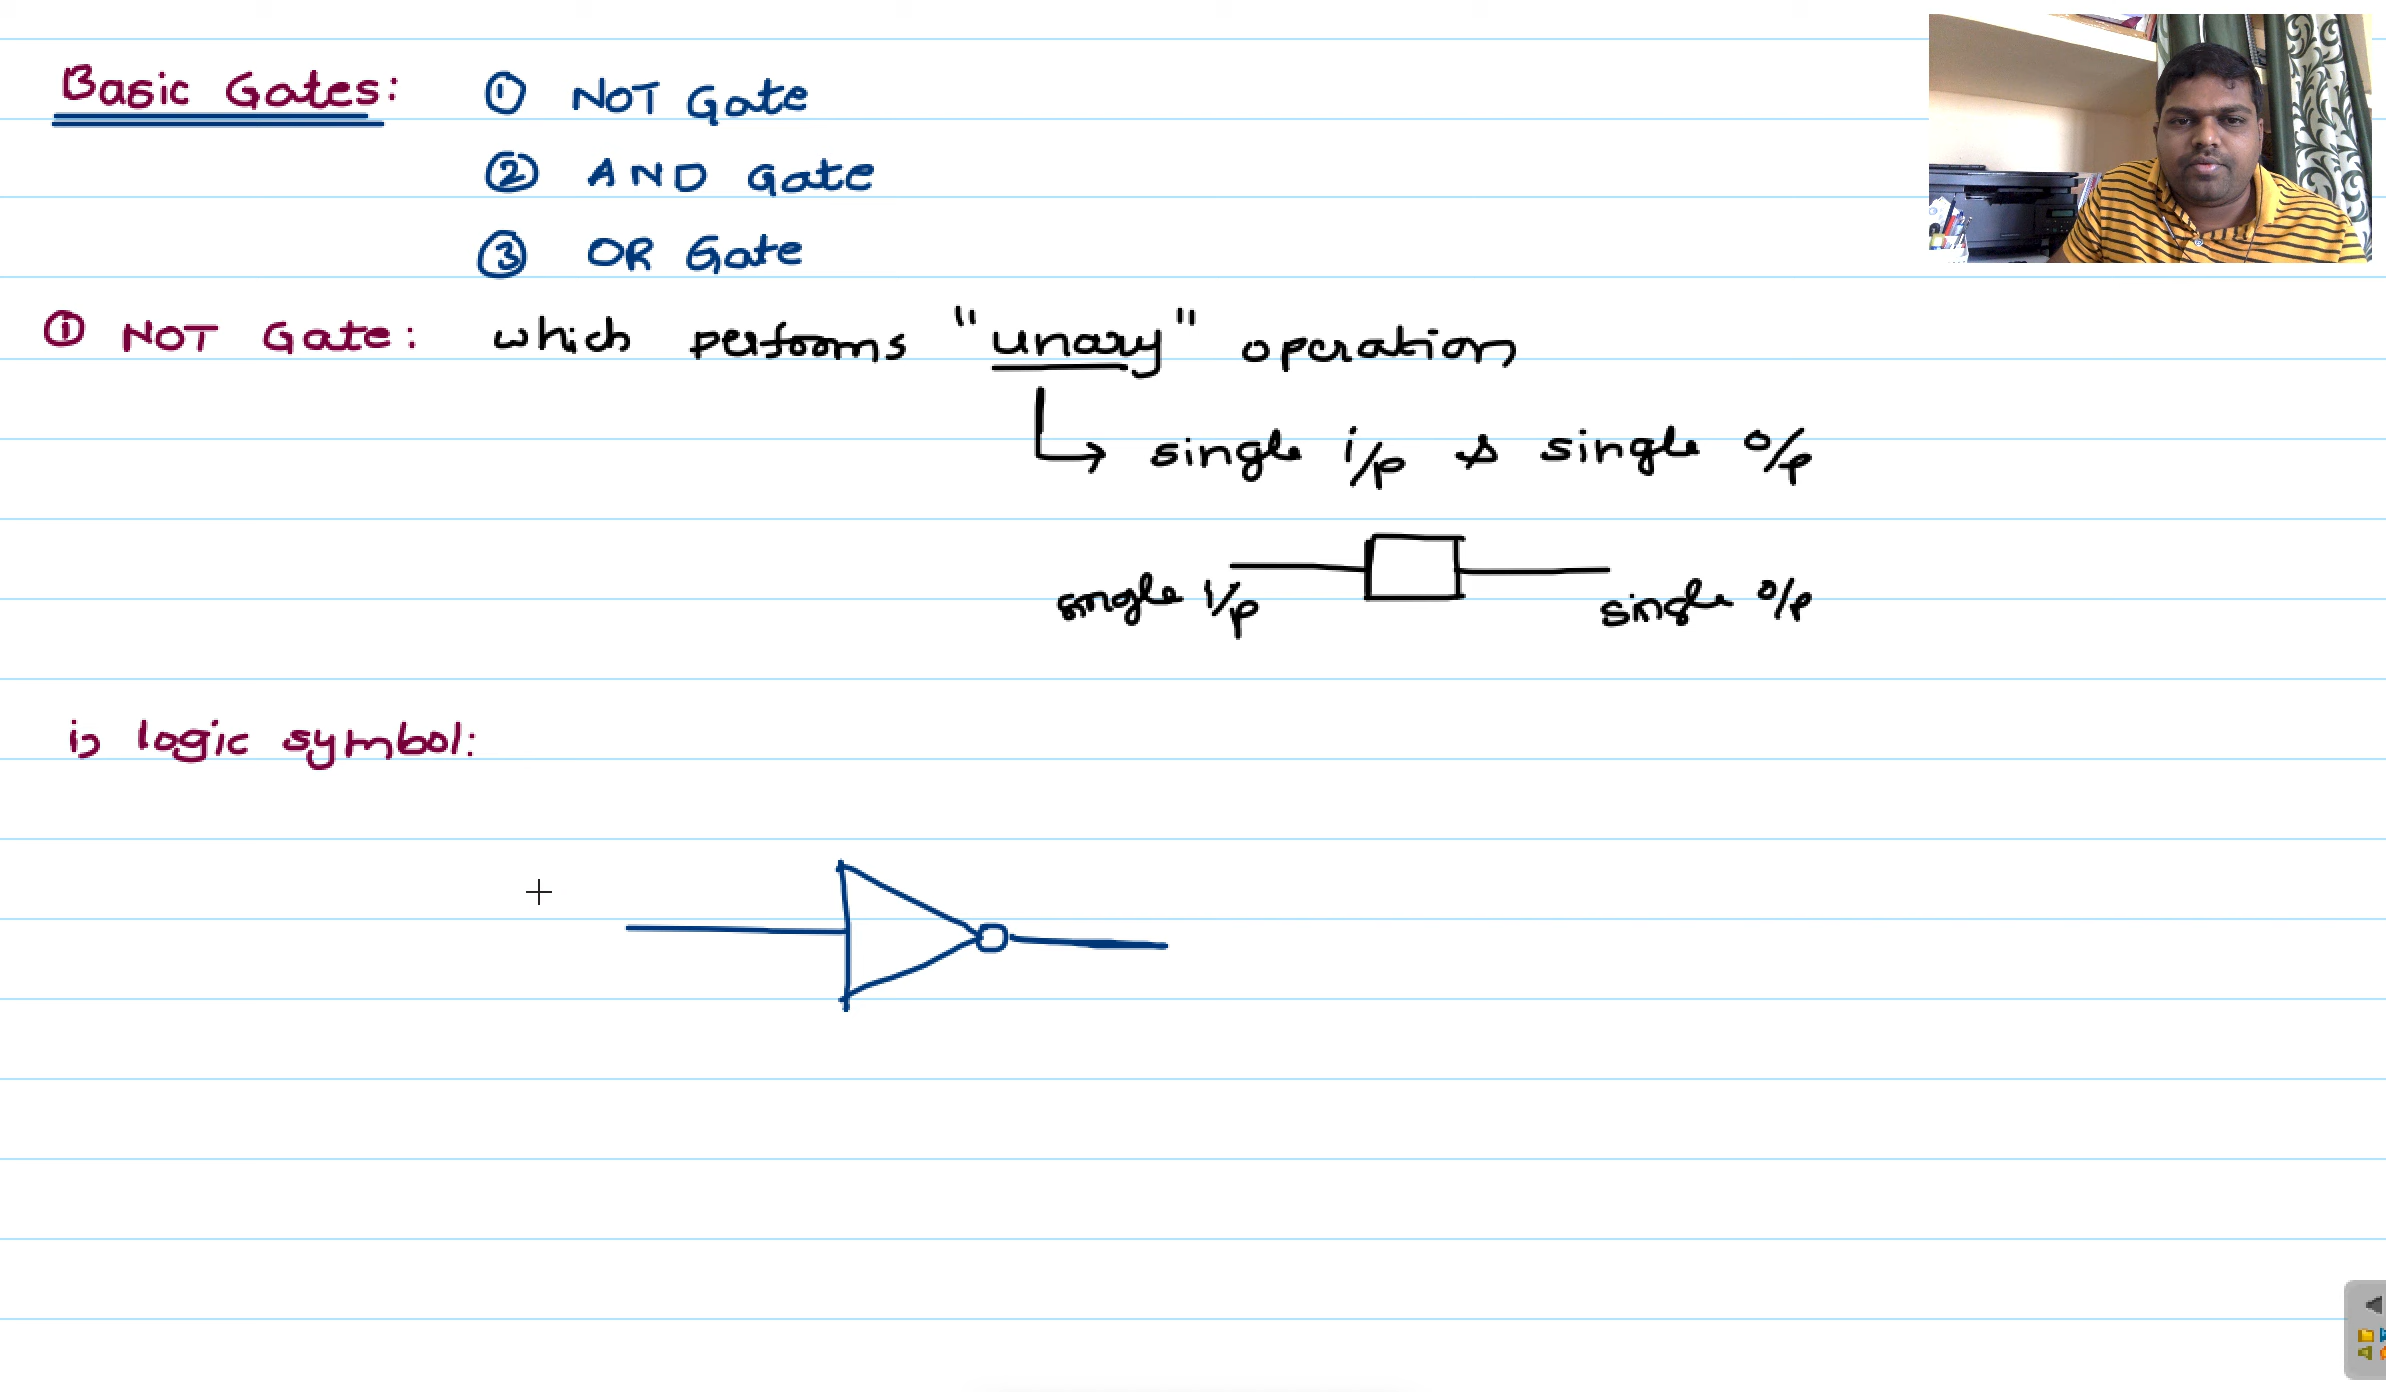 Basic Gates: ① NOT Gate
② AND Gate
③ OR Gate
① NOT Gate: which performs "unary" operation
single i/p & single o/p
single i/p single o/p
i) logic symbol: